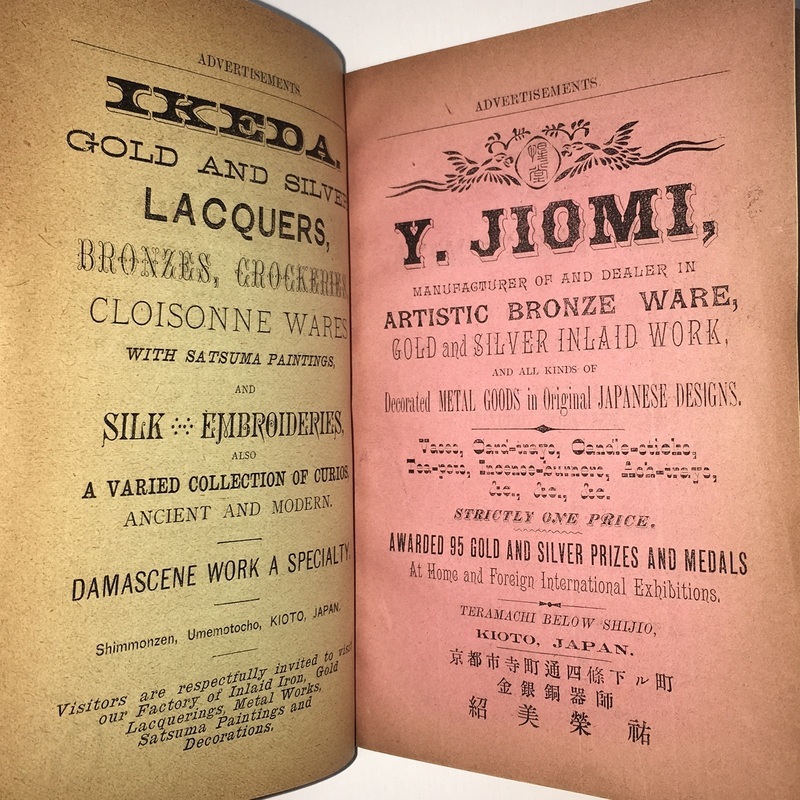 ADVERTISEMENTS.
IKEDA,
GOLD AND SILVER
LACQUERS,
BRONZES, CROCKERIES
CLOISONNE WARES
WITH SATSUMA PAINTINGS,
AND
SILK EMBROIDERIES,
ALSO
A VARIED COLLECTION OF CURIOS,
ANCIENT AND MODERN.
DAMASCENE WORK A SPECIALTY.
Shimmonzen, Umemotocho, KIOTO, JAPAN.
Visitors are respectfully invited to visit
our Factory of Inlaid Iron, Gold
Lacquerings, Metal Works,
Satsuma Paintings and
Decorations.
ADVERTISEMENTS.
Y. JIOMI,
MANUFACTURER OF AND DEALER IN
ARTISTIC BRONZE WARE,
GOLD and SILVER INLAID WORK,
AND ALL KINDS OF
Decorated METAL GOODS in Original JAPANESE DESIGNS.
Vases, Card-trays, Candle-sticks,
Tea-pots, Incense-burners, Ash-trays,
&c., &c., &c.
STRICTLY ONE PRICE.
AWARDED 95 GOLD AND SILVER PRIZES AND MEDALS
At Home and Foreign International Exhibitions.
TERAMACHI BELOW SHIJIO,
KIOTO, JAPAN.
京都市寺町通四條下ル町
金銀銅器師
紹美榮祐